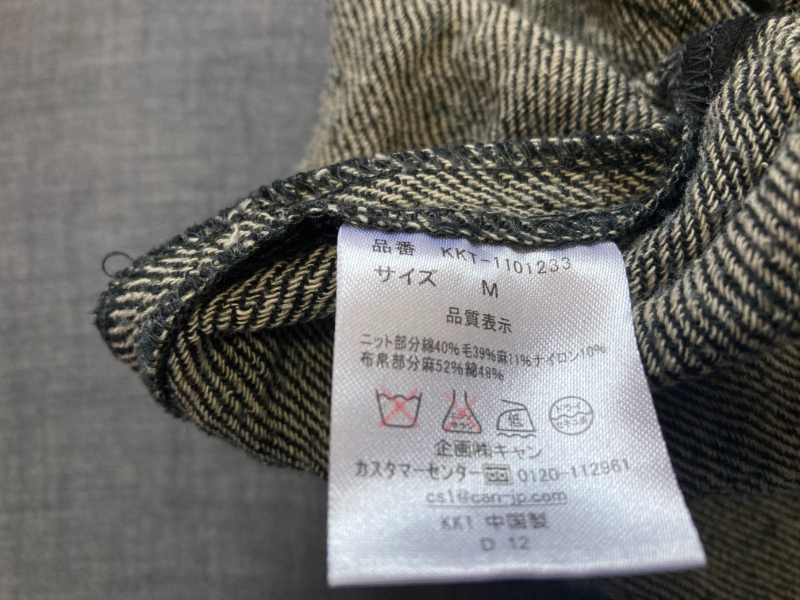 品番 KKT-1101233
サイズ M
品質表示
ニット部分綿40%毛39%麻11%ナイロン10%
布帛部分麻52%綿48%
低
企画㈱キャン
カスタマーセンター 0120-112961
cs1@can-jp.com
KKT 中国製
D 12